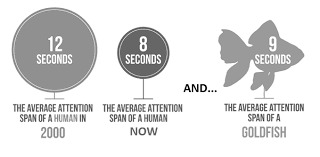 12
SECONDS
THE AVERAGE ATTENTION
SPAN OF A HUMAN IN
2000
8
SECONDS
THE AVERAGE ATTENTION
SPAN OF A HUMAN
NOW
AND...
9
SECONDS
THE AVERAGE ATTENTION
SPAN OF A
GOLDFISH